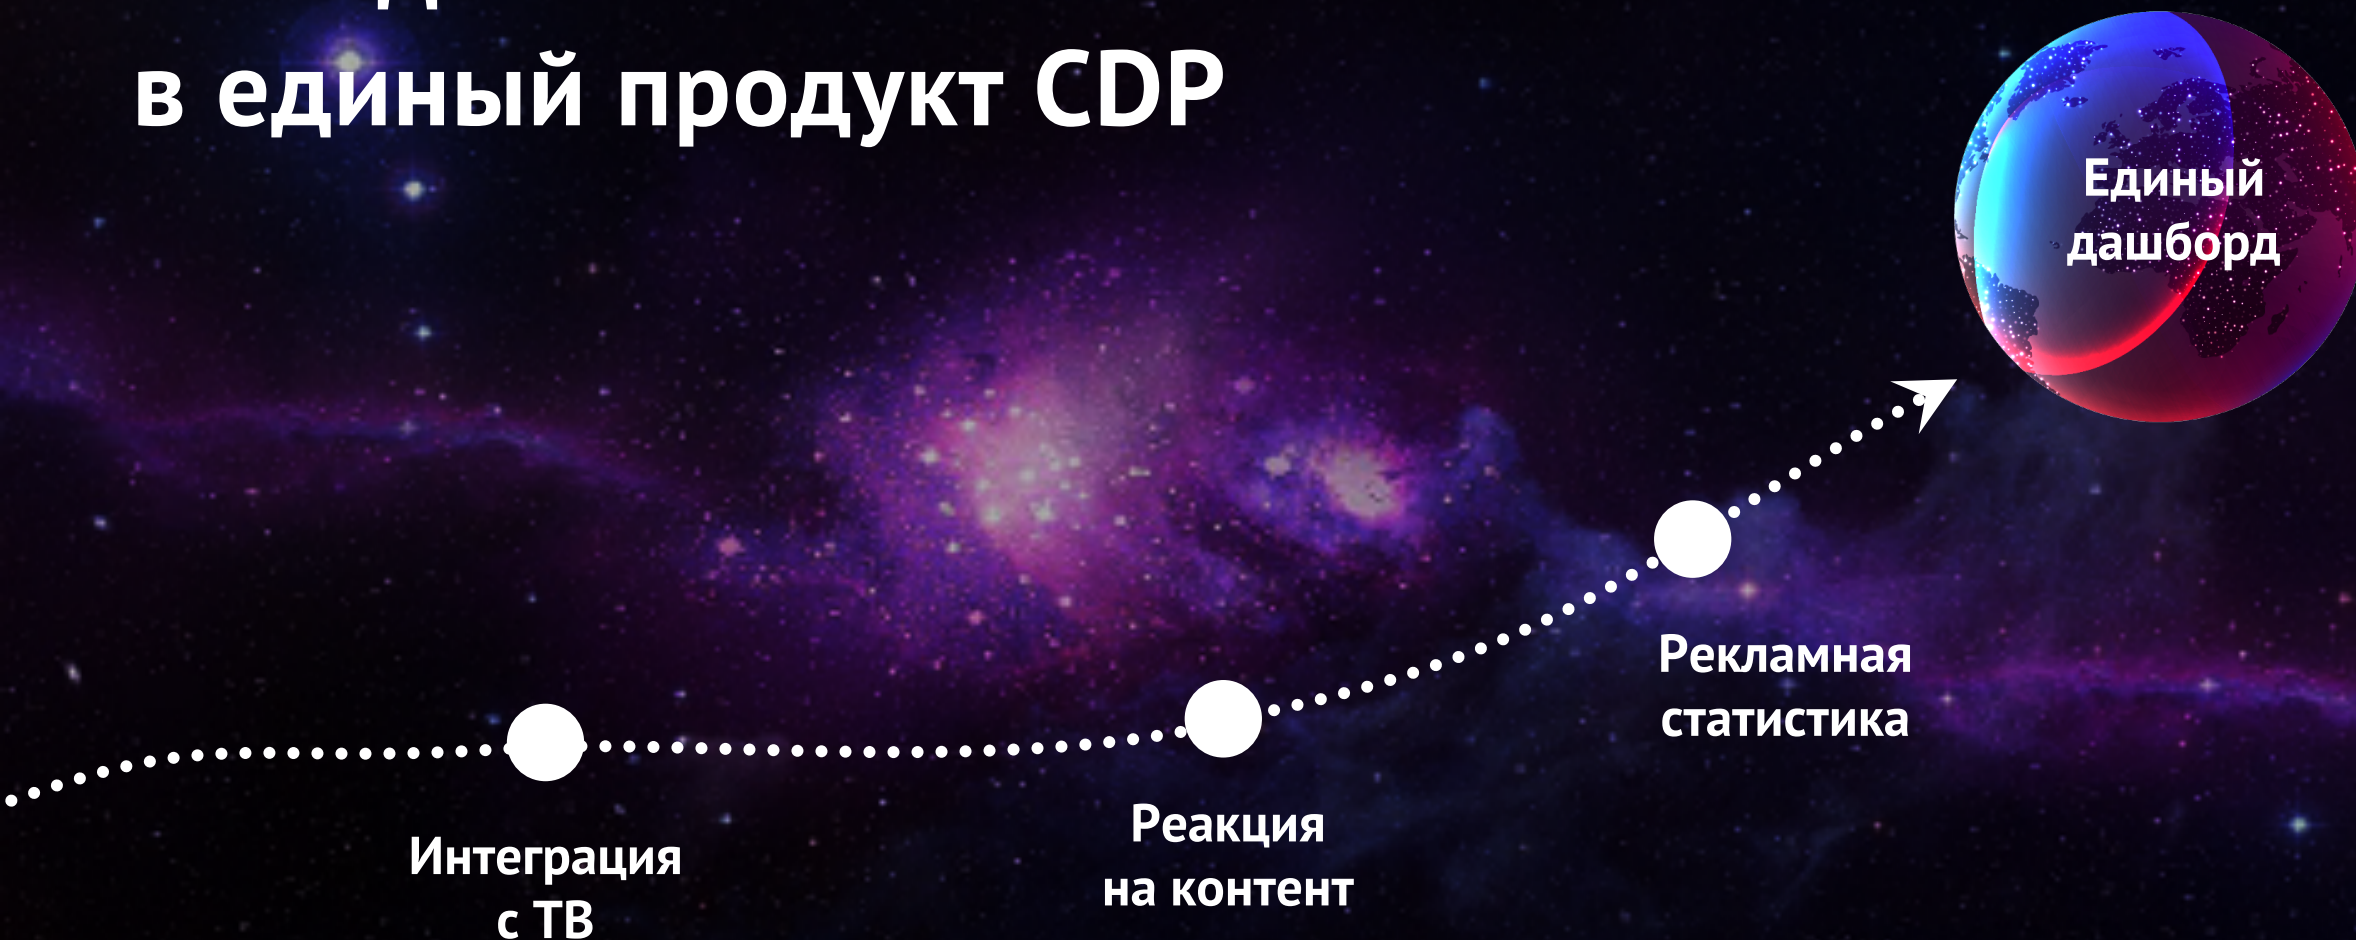 в единый продукт CDP
Единый
дашборд
Рекламная
статистика
Реакция
на контент
Интеграция
с ТВ